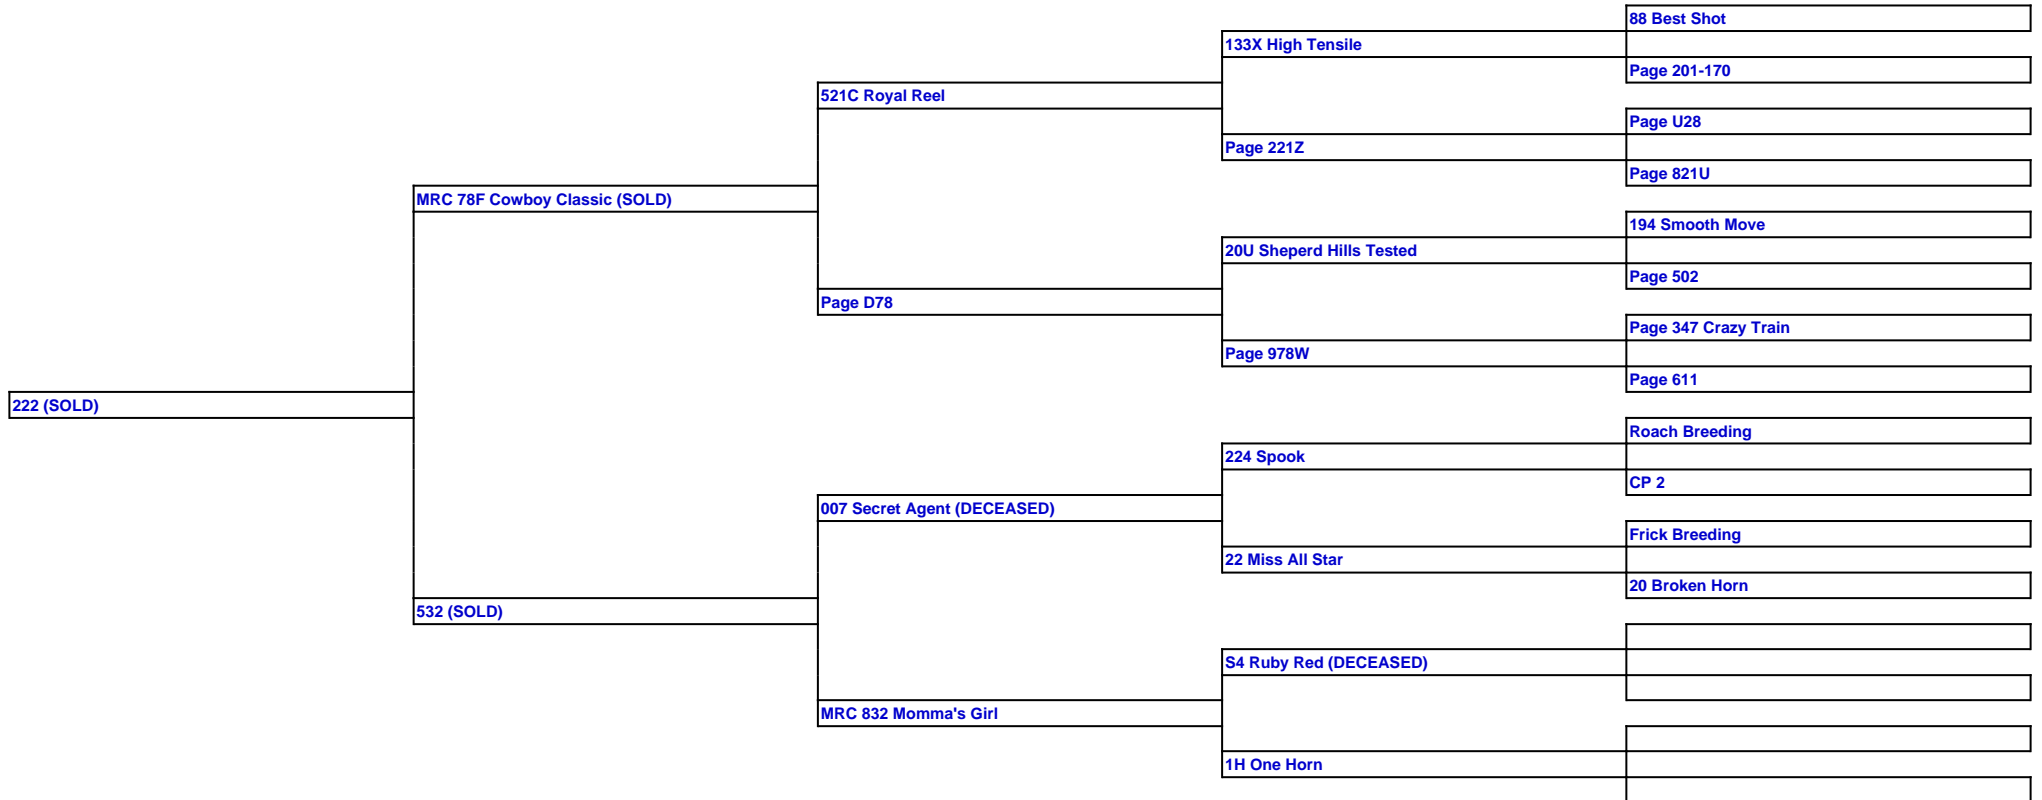 88 Best Shot
133X High Tensile
Page 201-170
521C Royal Reel
Page U28
Page 221Z
Page 821U
MRC 78F Cowboy Classic (SOLD)
194 Smooth Move
20U Sheperd Hills Tested
Page 502
Page D78
Page 347 Crazy Train
Page 978W
Page 611
222 (SOLD)
Roach Breeding
224 Spook
CP 2
007 Secret Agent (DECEASED)
Frick Breeding
22 Miss All Star
20 Broken Horn
532 (SOLD)
S4 Ruby Red (DECEASED)
MRC 832 Momma's Girl
1H One Horn